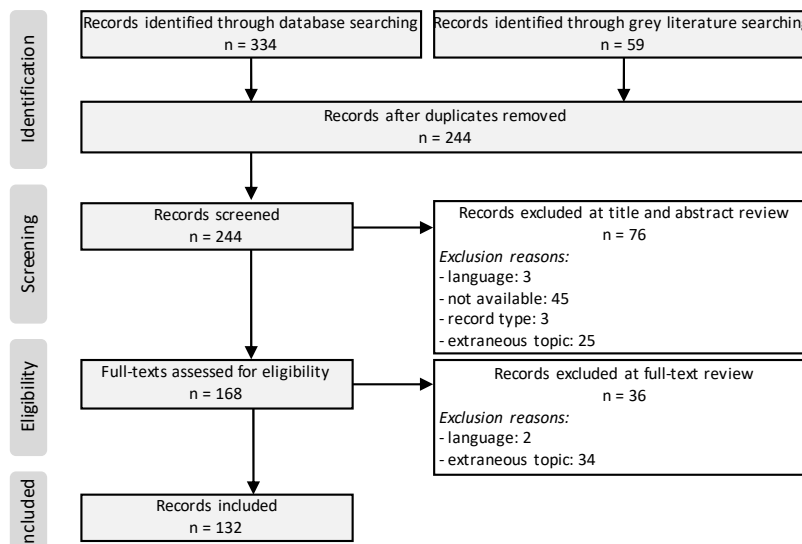 Identification
Records identified through database searching
n = 334
Records identified through grey literature searching
n = 59
Records after duplicates removed
n = 244
Screening
Records screened
n = 244
Records excluded at title and abstract review
n = 76
Exclusion reasons:
- language: 3
- not available: 45
- record type: 3
- extraneous topic: 25
Eligibility
Full-texts assessed for eligibility
n = 168
Records excluded at full-text review
n = 36
Exclusion reasons:
- language: 2
- extraneous topic: 34
Included
Records included
n = 132